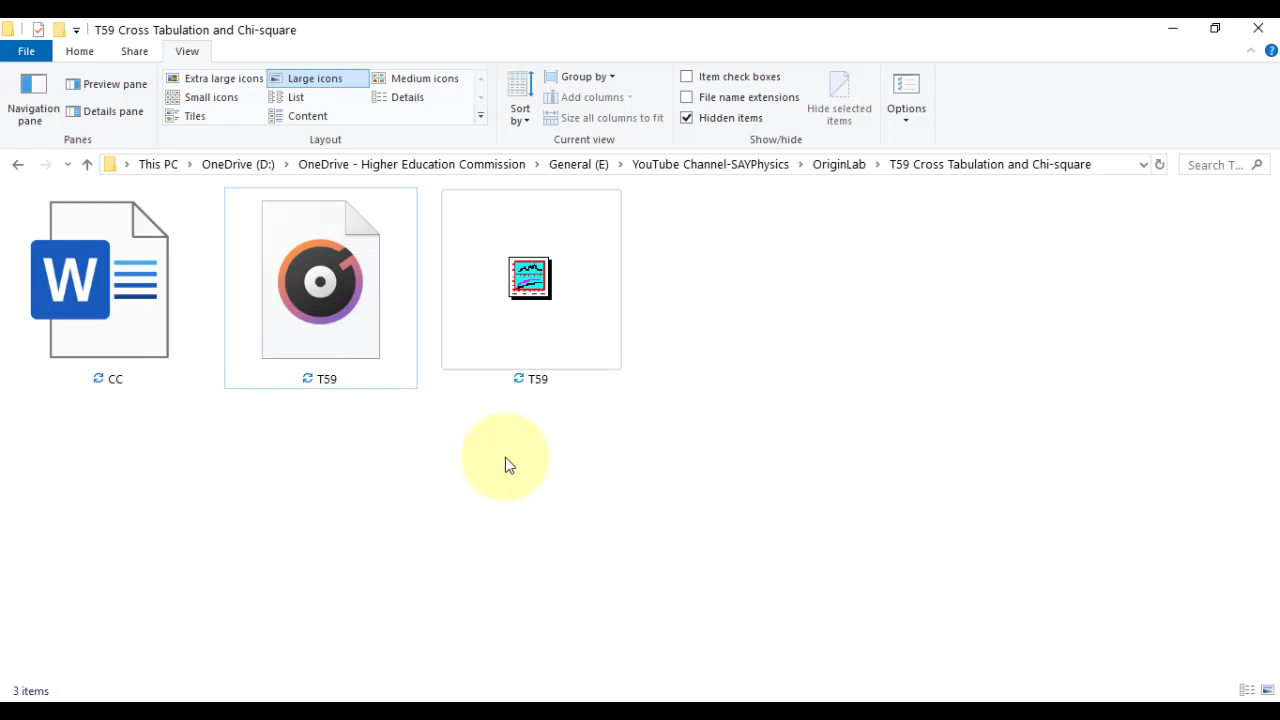 T59 Cross Tabulation and Chi-square
File Home Share View
Navigation pane
Preview pane
Details pane
Panes
Extra large icons Large icons Medium icons
Small icons List Details
Tiles Content
Layout
Sort by
Group by
Add columns
Size all columns to fit
Current view
Item check boxes
File name extensions
Hidden items
Hide selected items
Show/hide
Options
This PC OneDrive (D:) OneDrive - Higher Education Commission General (E) YouTube Channel-SAYPhysics OriginLab T59 Cross Tabulation and Chi-square
Search T...
W
CC
T59
T59
3 items